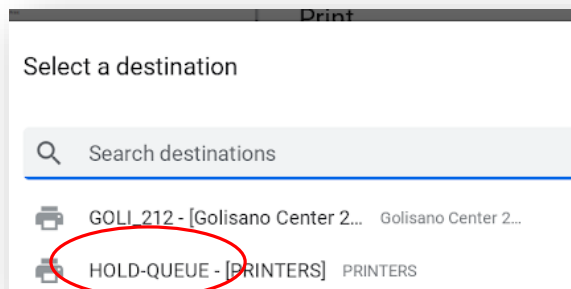 Print
Select a destination
Search destinations
GOLI_212 - [Golisano Center 2... Golisano Center 2...
HOLD-QUEUE - [PRINTERS] PRINTERS